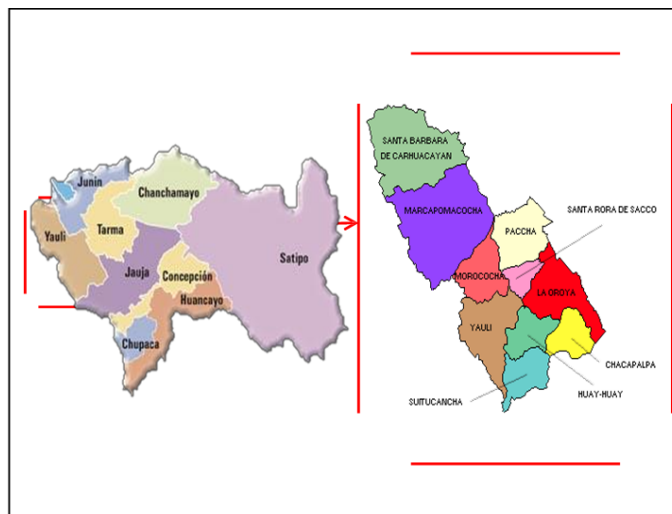 Junín
Chanchamayo
Yauli
Tarma
Satipo
Jauja
Concepción
Huancayo
Chupaca
SANTA BARBARA
DE CARHUACAYAN
MARCAPOMACOCHA
SANTA RORA DE SACCO
PACCHA
MOROCOCHA
LA OROYA
YAULI
CHACAPALPA
HUAY-HUAY
SUITUCANCHA